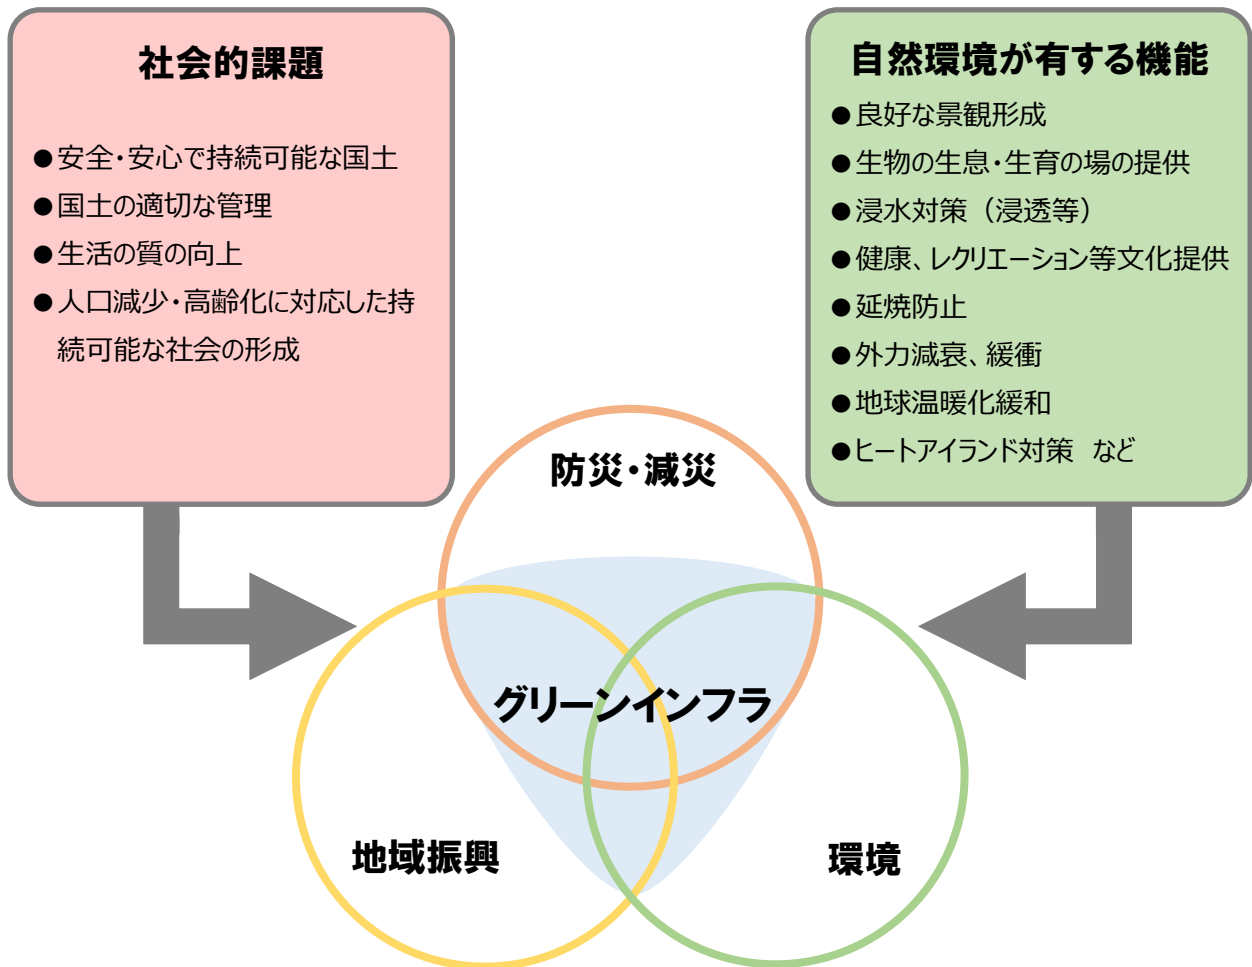 社会的課題
●安全・安心で持続可能な国土
●国土の適切な管理
●生活の質の向上
●人口減少・高齢化に対応した持
続可能な社会の形成
自然環境が有する機能
●良好な景観形成
●生物の生息・生育の場の提供
●浸水対策（浸透等）
●健康、レクリエーション等文化提供
●延焼防止
●外力減衰、緩衝
●地球温暖化緩和
●ヒートアイランド対策　など
防災・減災
グリーンインフラ
地域振興
環境